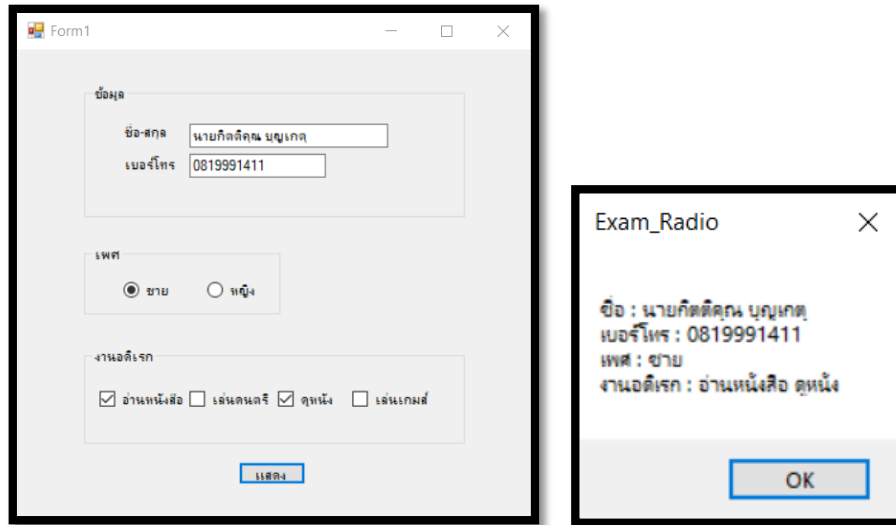 Form1
ข้อมูล
ชื่อ-สกุล นายกิตติคุณ บุญเกตุ
เบอร์โทร 0819991411
เพศ
ชาย หญิง
งานอดิเรก
อ่านหนังสือ เล่นดนตรี ดูหนัง เล่นเกมส์
แสดง
Exam_Radio
ชื่อ : นายกิตติคุณ บุญเกตุ
เบอร์โทร : 0819991411
เพศ : ชาย
งานอดิเรก : อ่านหนังสือ ดูหนัง
OK